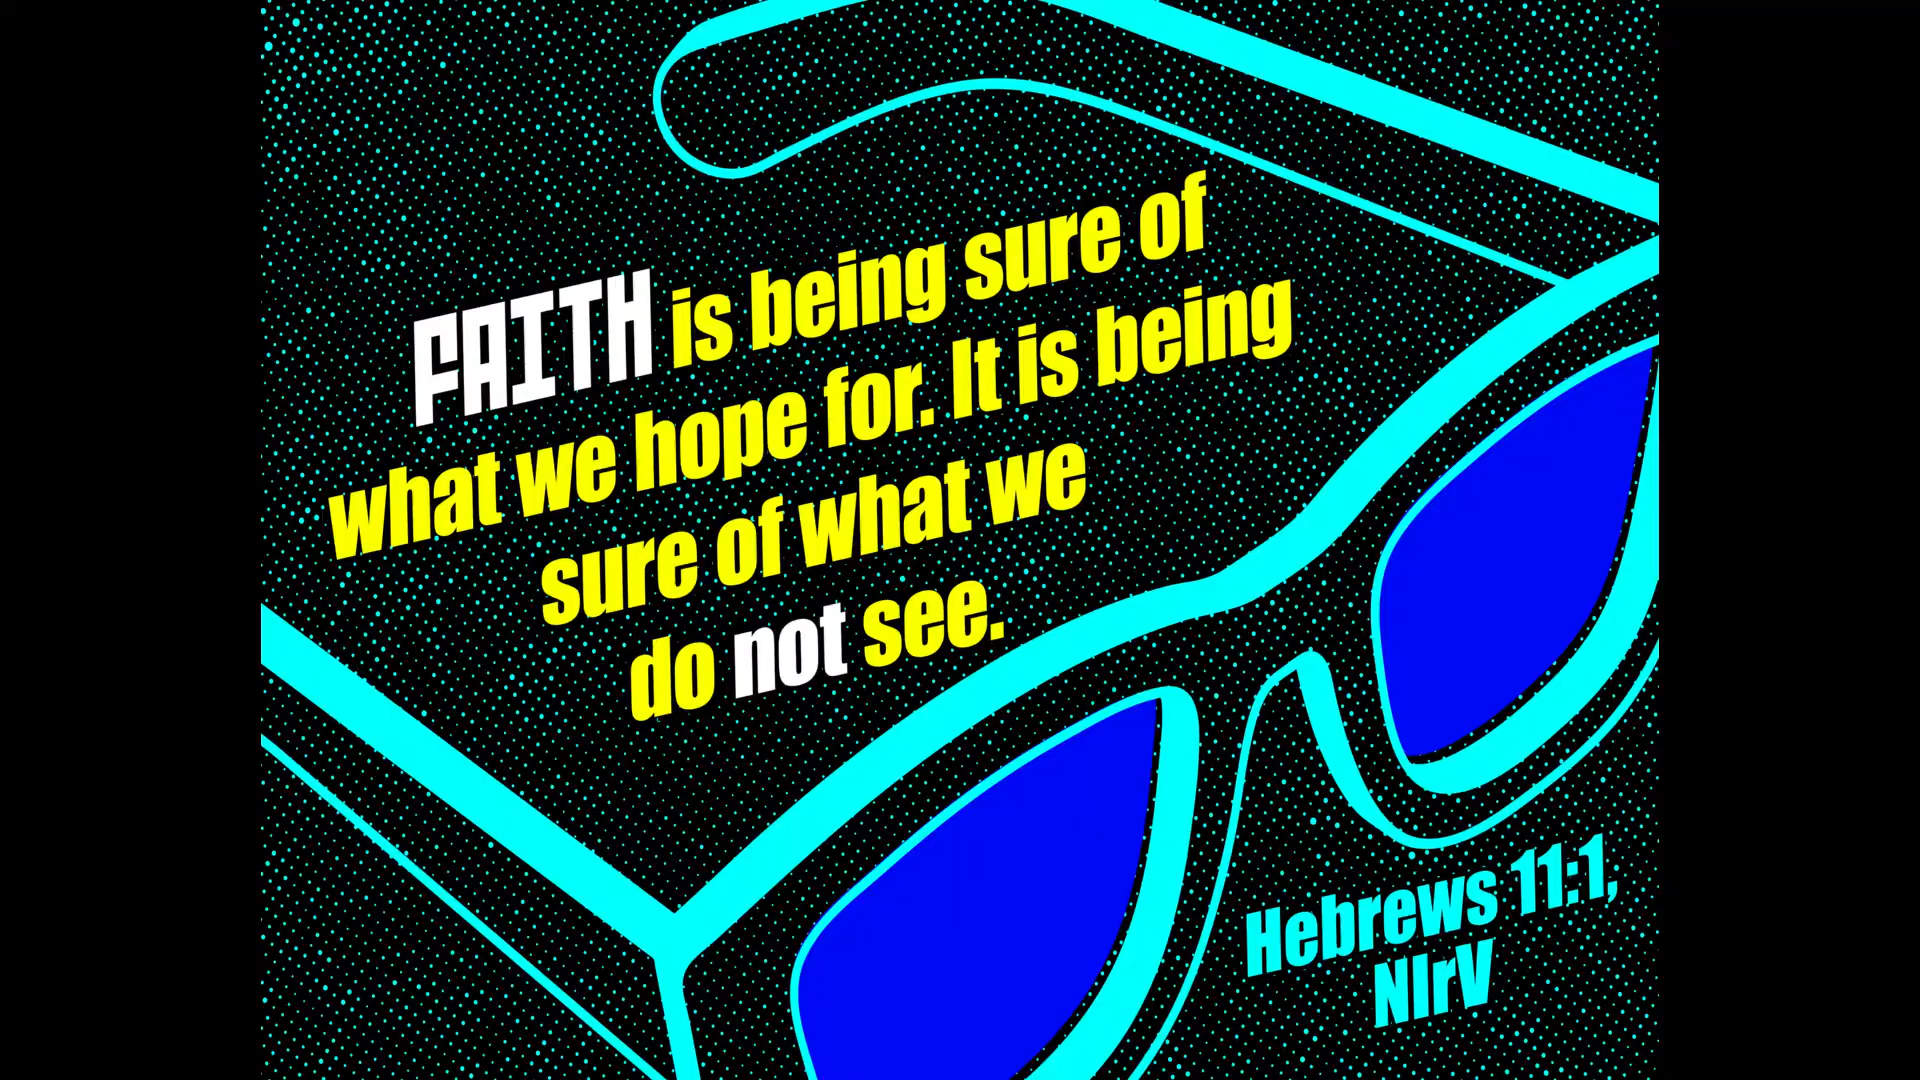 FAITH is being sure of
what we hope for. It is being
sure of what we
do not see.
Hebrews 11:1,
NIrV